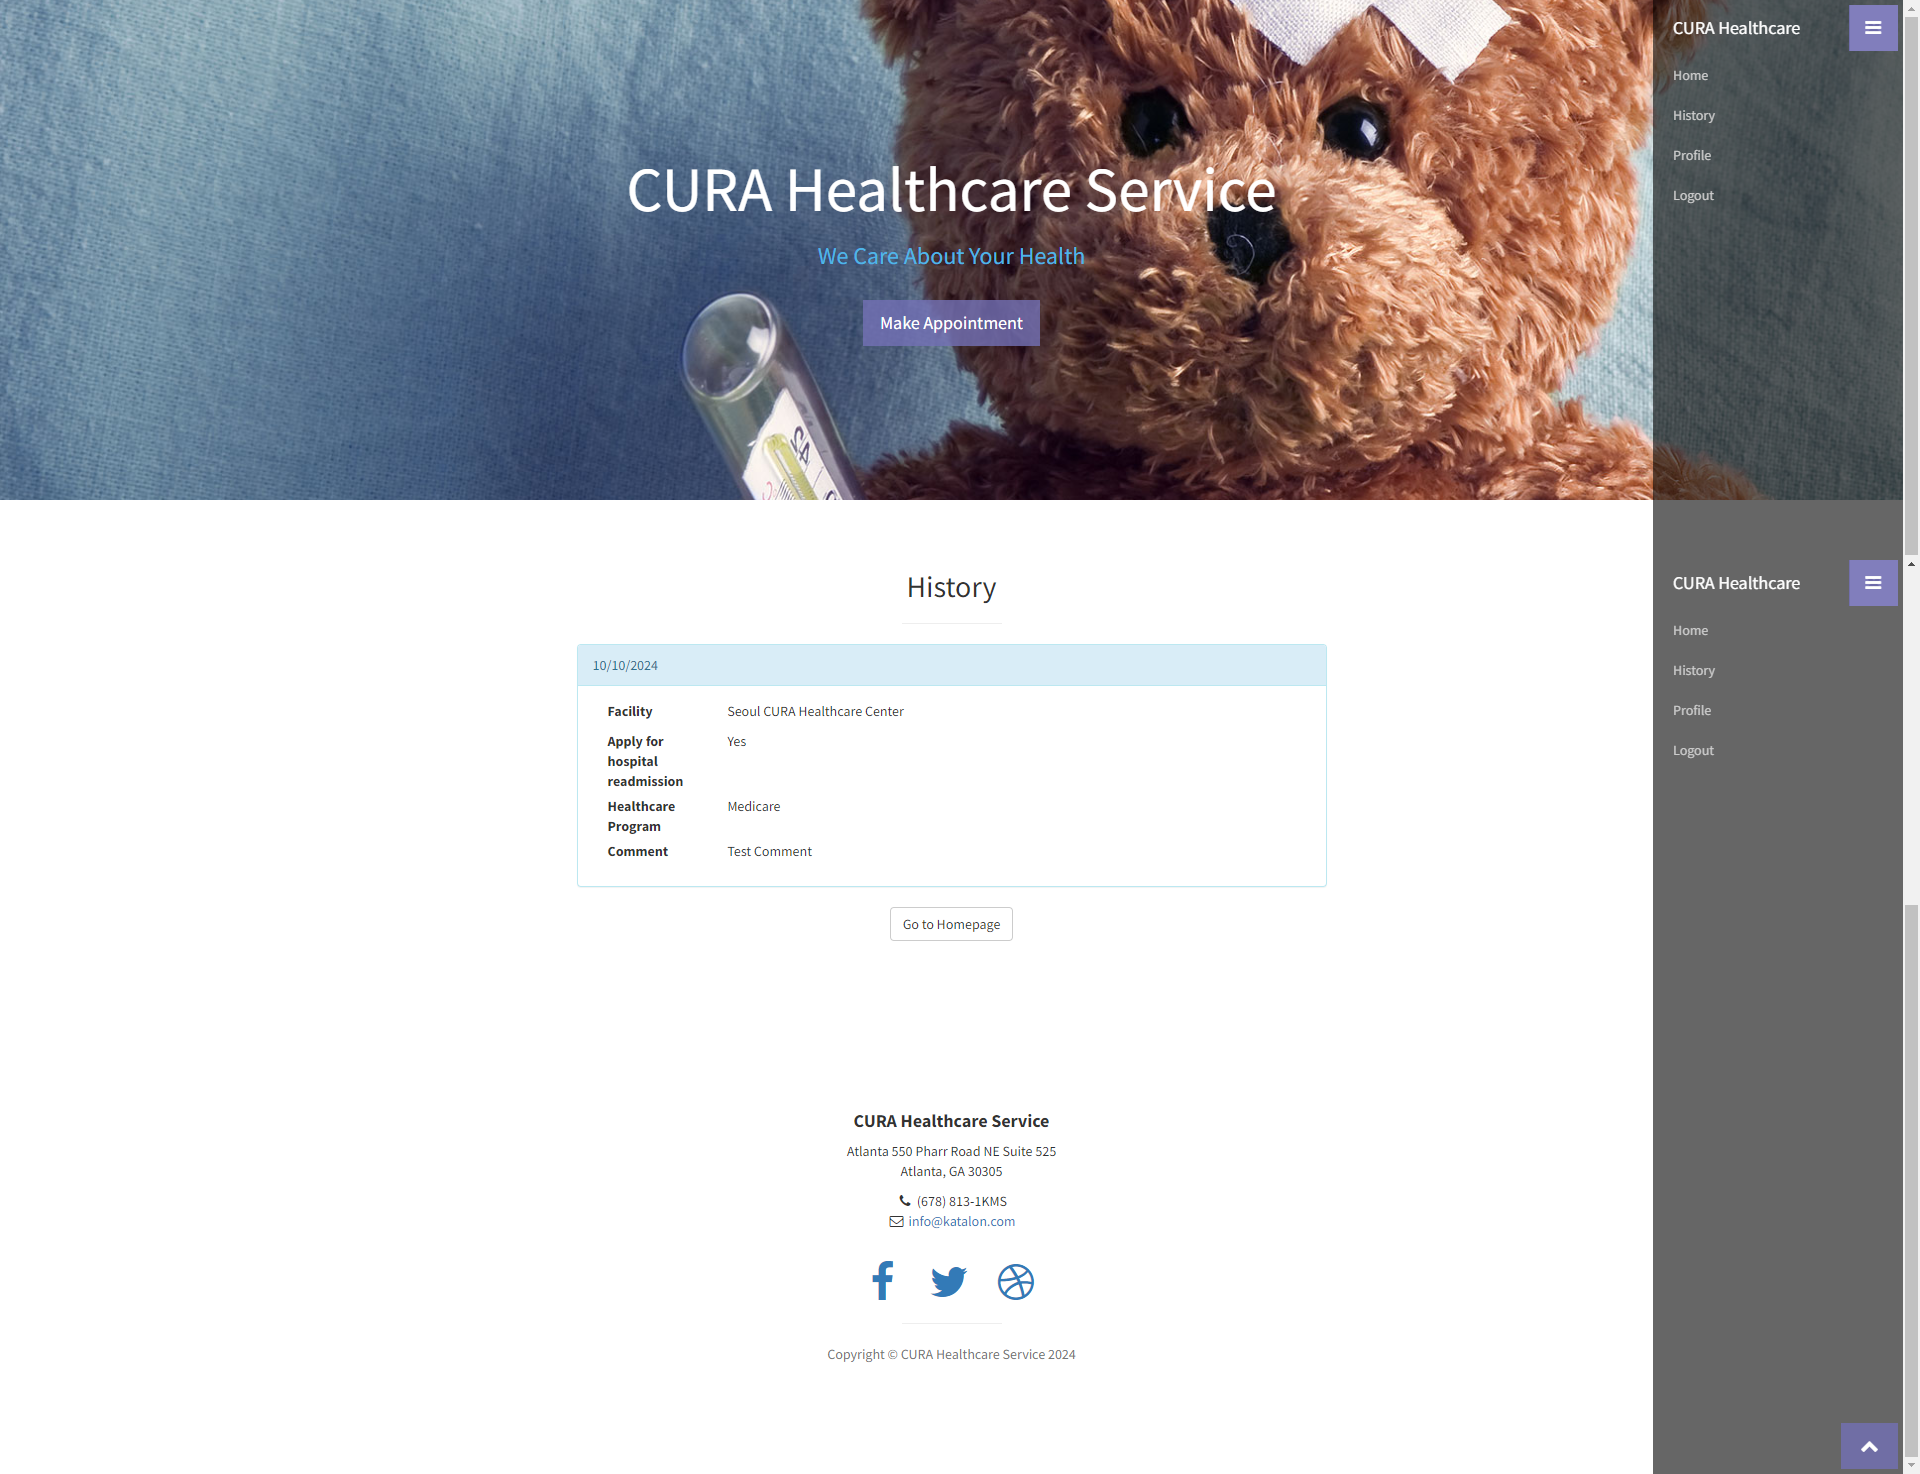 CURA Healthcare
Home
History
Profile
Logout
CURA Healthcare Service
We Care About Your Health
Make Appointment
History
10/10/2024
Facility Seoul CURA Healthcare Center
Apply for Yes
hospital
readmission
Healthcare Medicare
Program
Comment Test Comment
Go to Homepage
CURA Healthcare
Home
History
Profile
Logout
CURA Healthcare Service
Atlanta 550 Pharr Road NE Suite 525
Atlanta, GA 30305
(678) 813-1KMS
info@katalon.com
Copyright © CURA Healthcare Service 2024